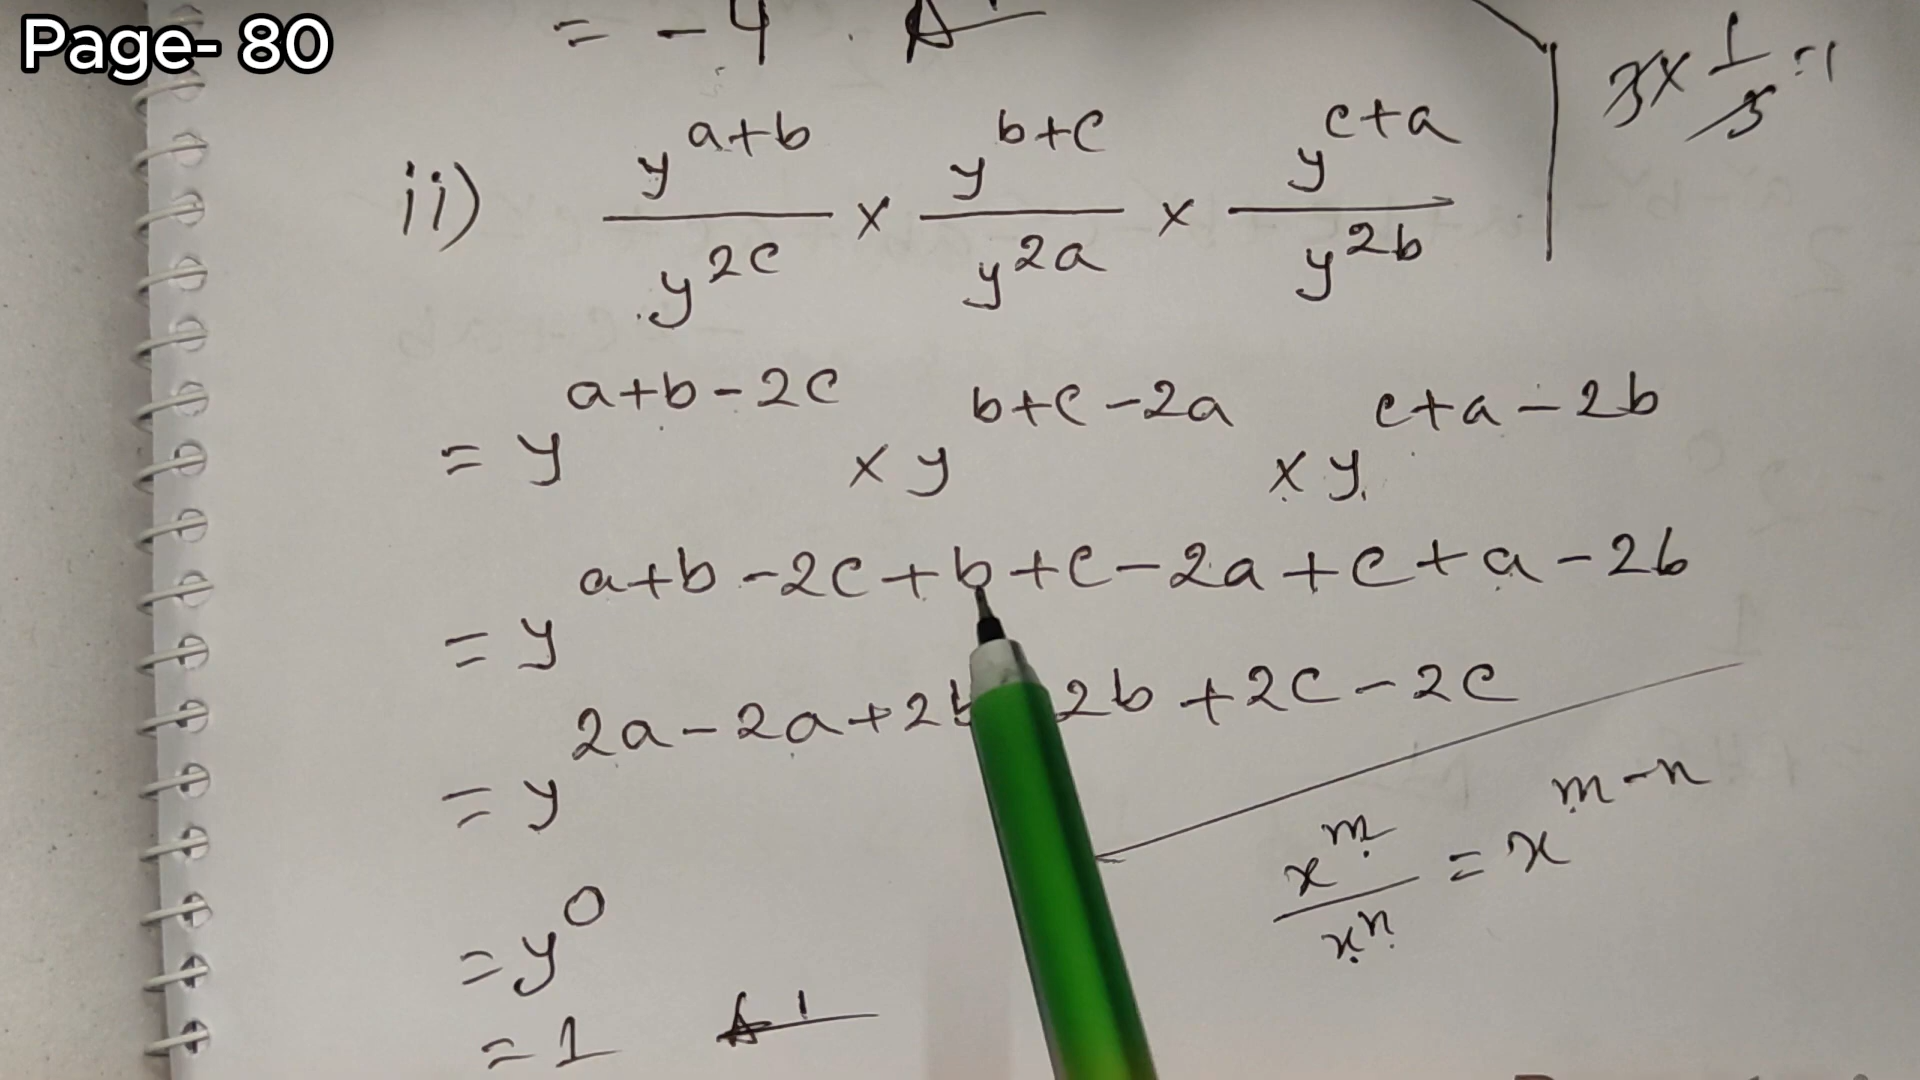 Page- 80
= -4 . A
3 × 1/3 = 1
ii) y^(a+b)/y^(2c) × y^(b+c)/y^(2a) × y^(c+a)/y^(2b)
= y^(a+b-2c) × y^(b+c-2a) × y^(c+a-2b)
= y^(a+b-2c+b+c-2a+c+a-2b)
= y^(2a-2a+2b 2b+2c-2c)
x^m/x^n = x^(m-n)
= y^0
= 1